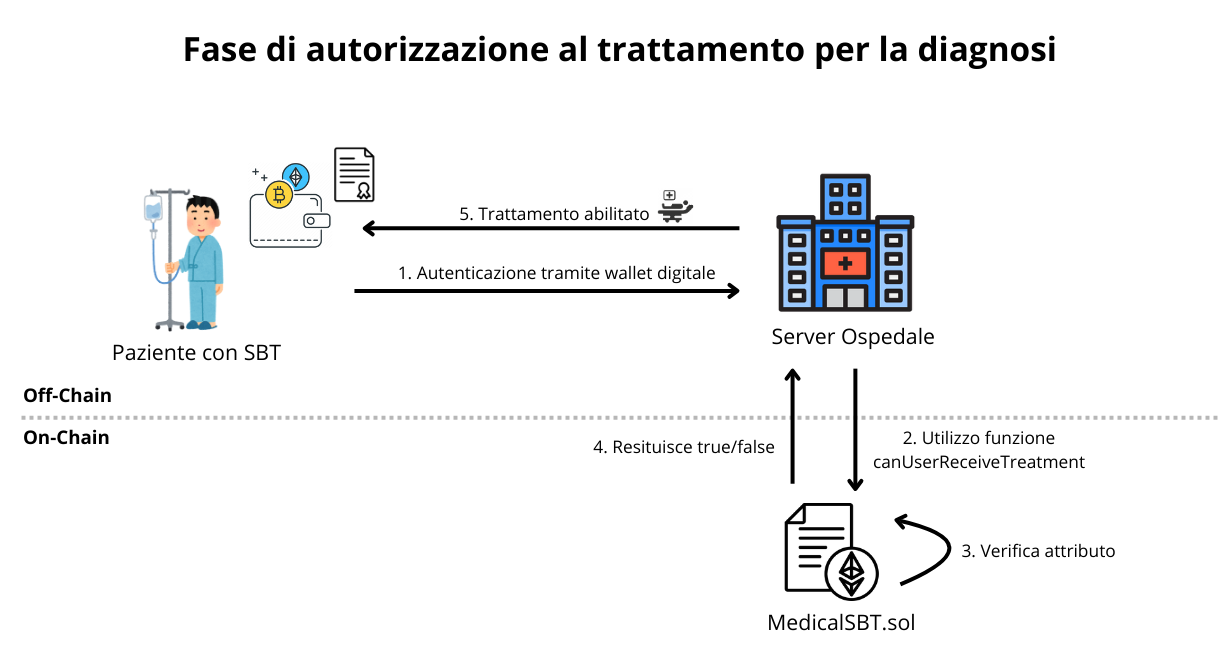 Fase di autorizzazione al trattamento per la diagnosi
5. Trattamento abilitato
1. Autenticazione tramite wallet digitale
Paziente con SBT
Server Ospedale
Off-Chain
On-Chain
4. Resituisce true/false
2. Utilizzo funzione
canUserReceiveTreatment
3. Verifica attributo
MedicalSBT.sol